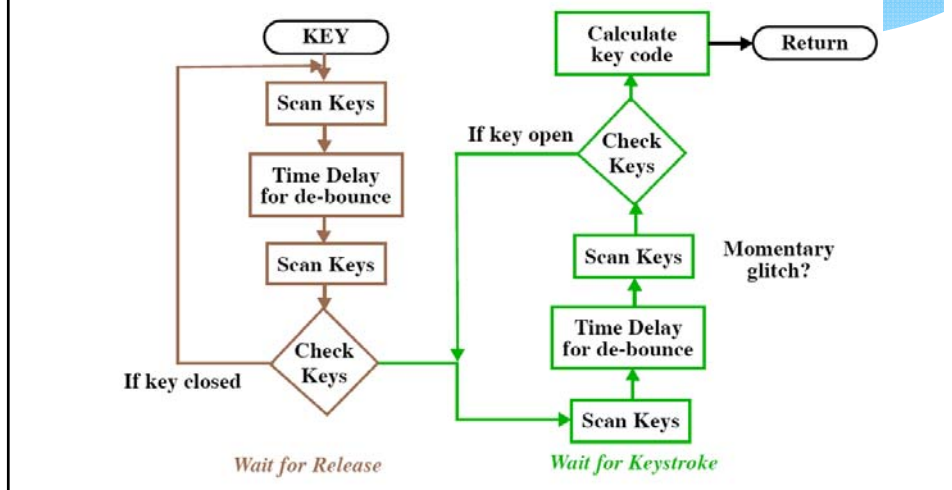 KEY
Scan Keys
Time Delay
for de-bounce
Scan Keys
Check
Keys
If key closed
Wait for Release
Calculate
key code
Return
If key open
Check
Keys
Scan Keys
Momentary
glitch?
Time Delay
for de-bounce
Scan Keys
Wait for Keystroke